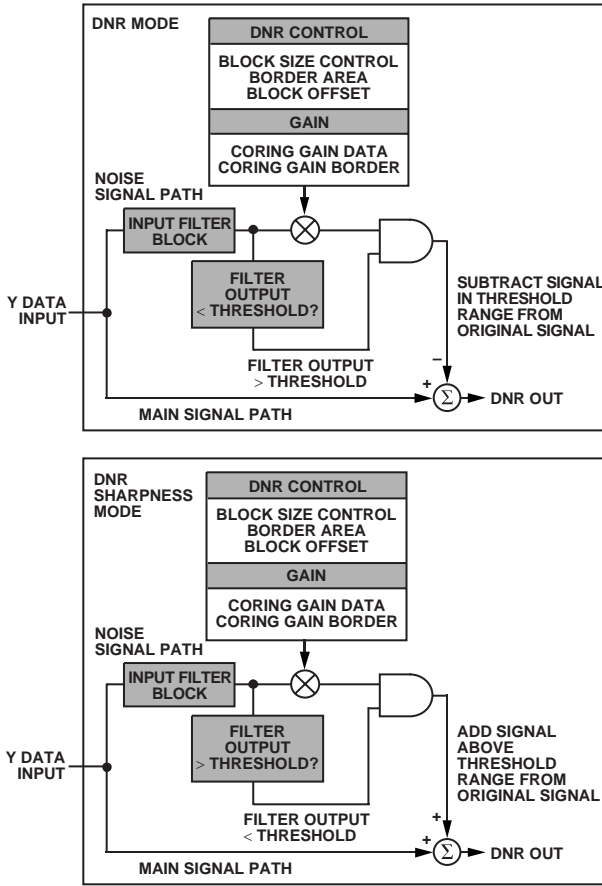 DNR MODE
DNR CONTROL
BLOCK SIZE CONTROL
BORDER AREA
BLOCK OFFSET
GAIN
CORING GAIN DATA
CORING GAIN BORDER
NOISE
SIGNAL PATH
INPUT FILTER
BLOCK
FILTER
OUTPUT
< THRESHOLD?
Y DATA
INPUT
FILTER OUTPUT
> THRESHOLD
SUBTRACT SIGNAL
IN THRESHOLD
RANGE FROM
ORIGINAL SIGNAL
–
+
Σ
DNR OUT
MAIN SIGNAL PATH
DNR
SHARPNESS
MODE
DNR CONTROL
BLOCK SIZE CONTROL
BORDER AREA
BLOCK OFFSET
GAIN
CORING GAIN DATA
CORING GAIN BORDER
NOISE
SIGNAL PATH
INPUT FILTER
BLOCK
FILTER
OUTPUT
> THRESHOLD?
Y DATA
INPUT
FILTER OUTPUT
< THRESHOLD
ADD SIGNAL
ABOVE
THRESHOLD
RANGE FROM
ORIGINAL SIGNAL
+
+
Σ
DNR OUT
MAIN SIGNAL PATH